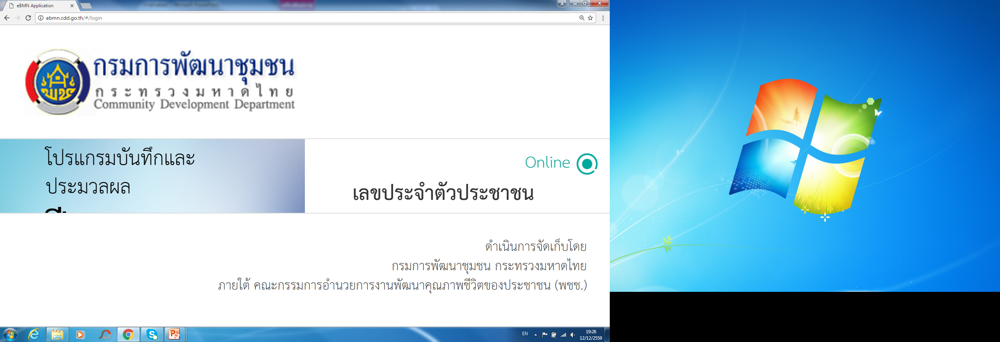 eBMN Application
ebmn.cdd.go.th/#/login
กรมการพัฒนาชุมชน
กระทรวงมหาดไทย
Community Development Department
โปรแกรมบันทึกและ
ประมวลผล
Online
เลขประจำตัวประชาชน
ดำเนินการจัดเก็บโดย
กรมการพัฒนาชุมชน กระทรวงมหาดไทย
ภายใต้ คณะกรรมการอำนวยการงานพัฒนาคุณภาพชีวิตของประชาชน (พชช.)
EN
19:26
12/12/2559